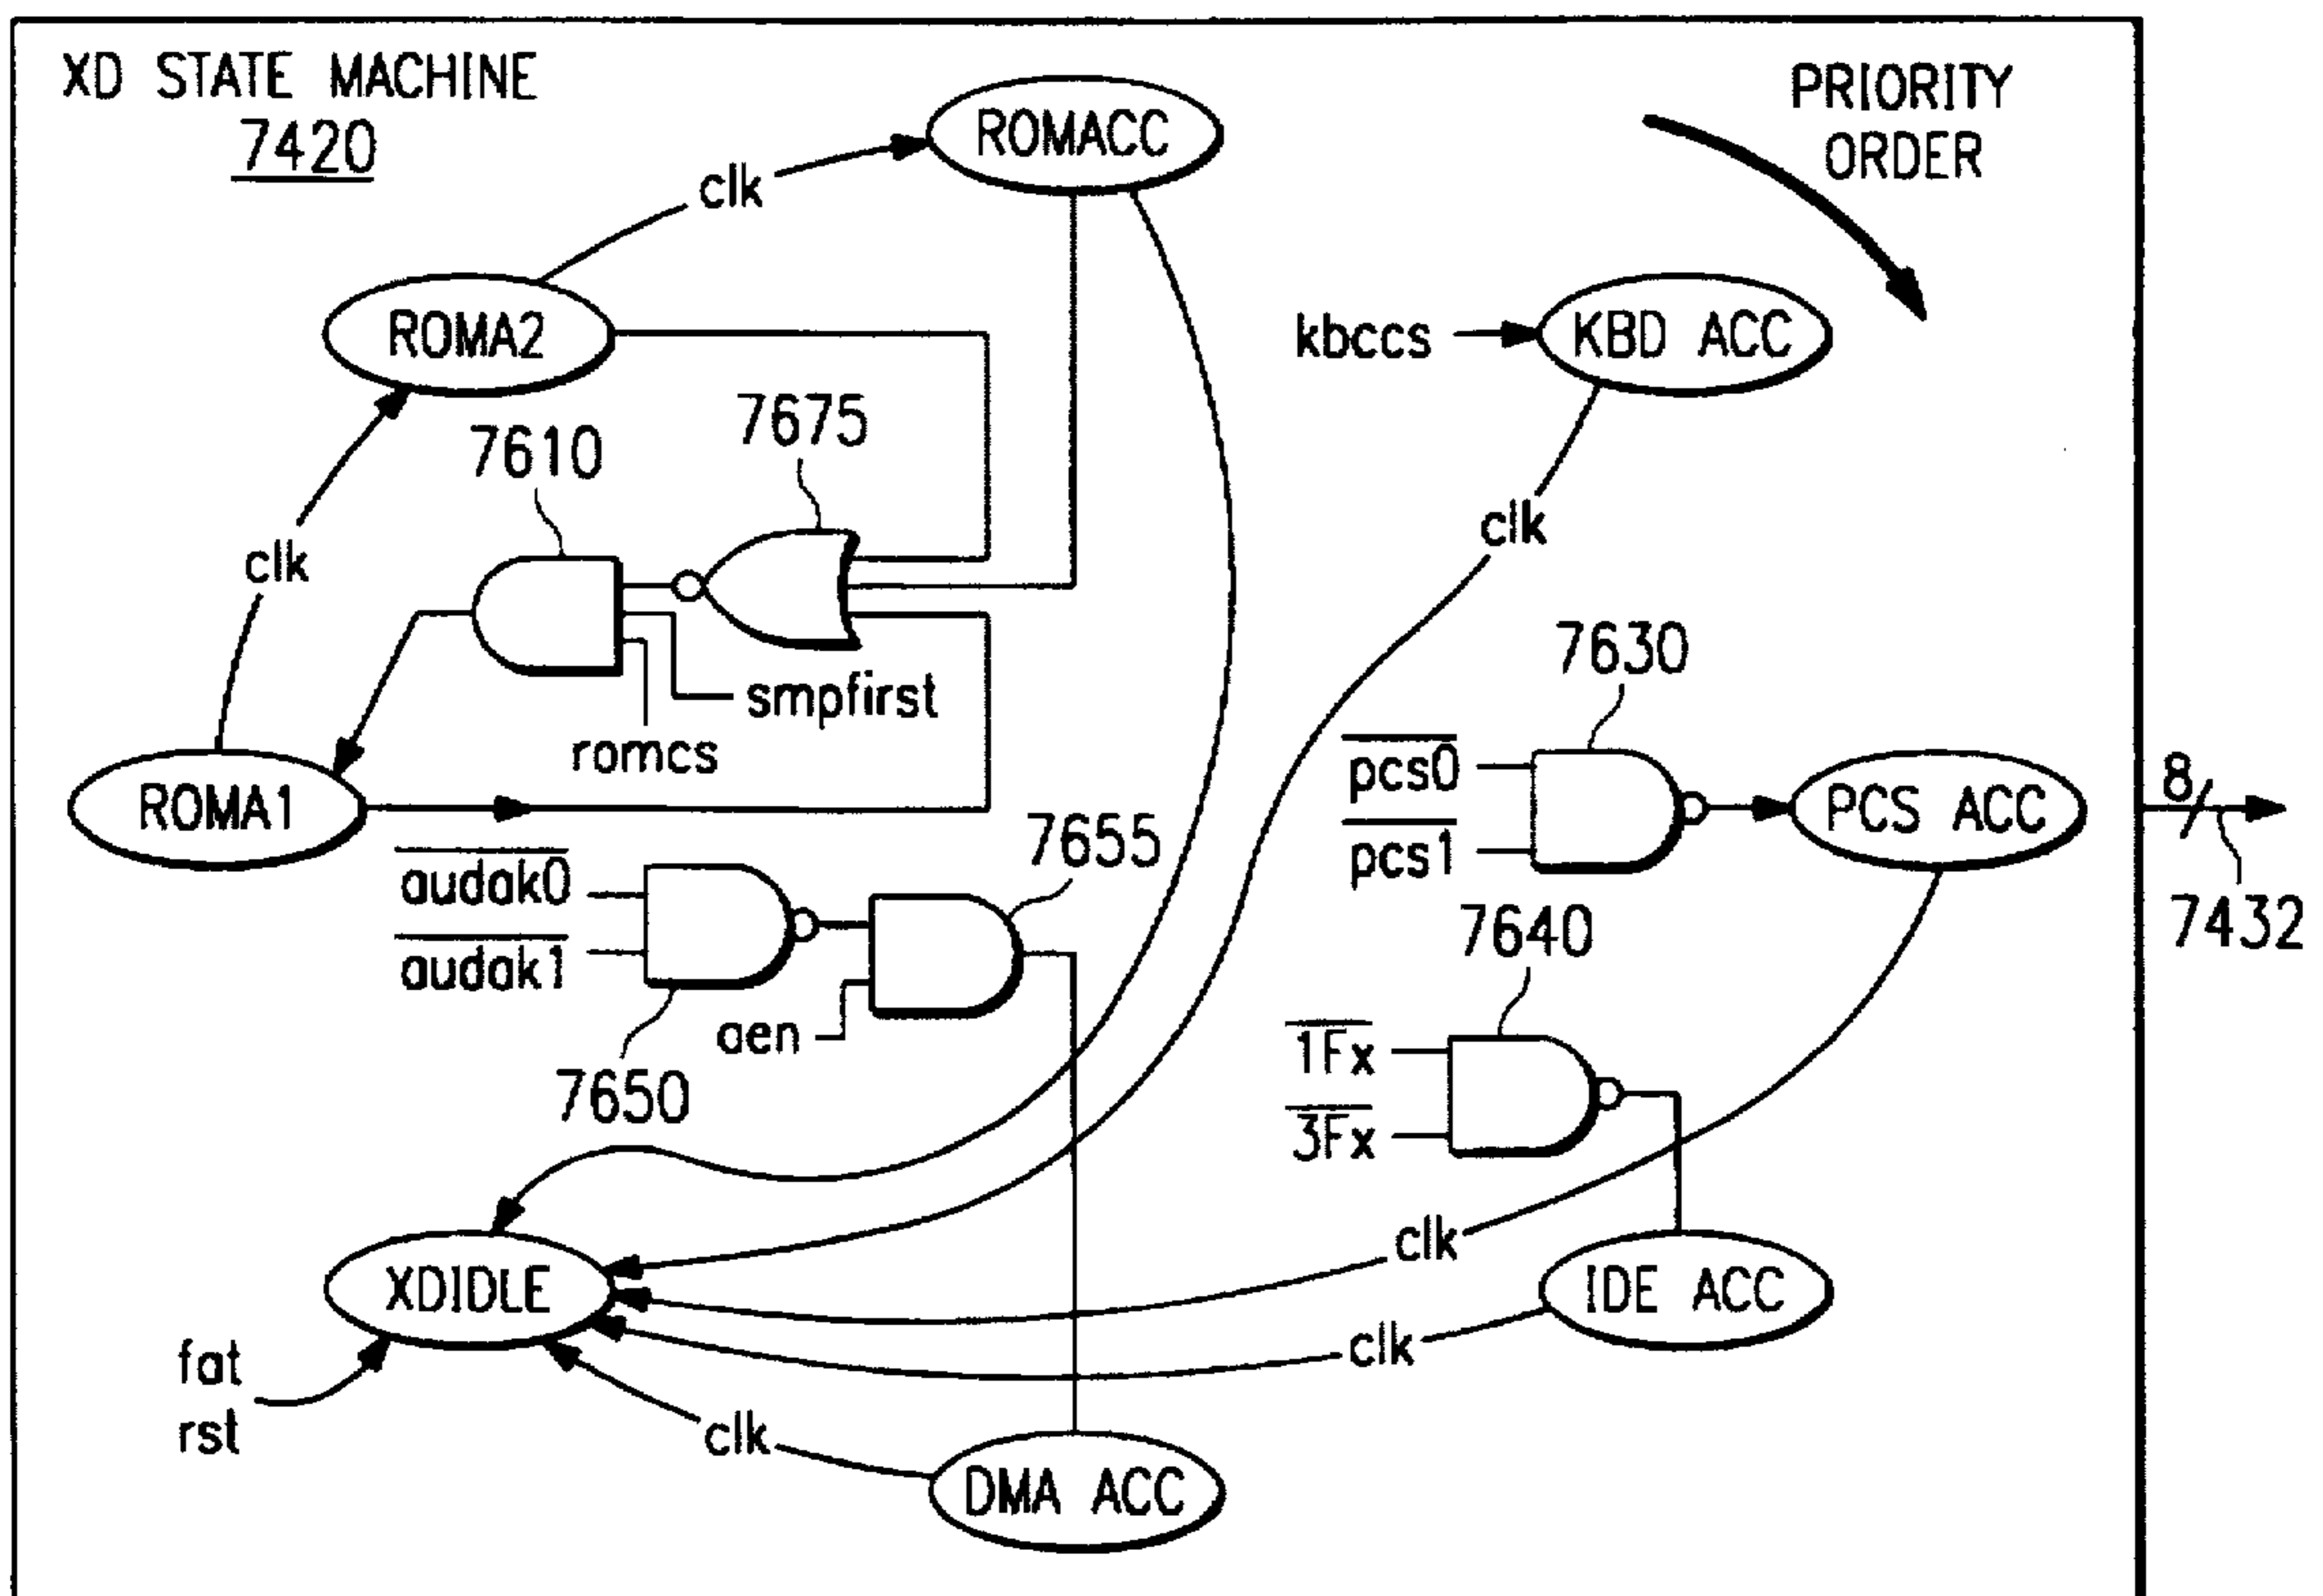 XD STATE MACHINE
7420
PRIORITY
ORDER
ROMACC
clk
ROMA2
kbccs
KBD ACC
7675
7610
clk
clk
smpfirst
romcs
7630
pcs0
pcs1
PCS ACC
8
7432
ROMA1
7655
audak0
audak1
aen
7650
7640
1Fx
3Fx
clk
XDIDLE
IDE ACC
clk
fat
rst
clk
DMA ACC